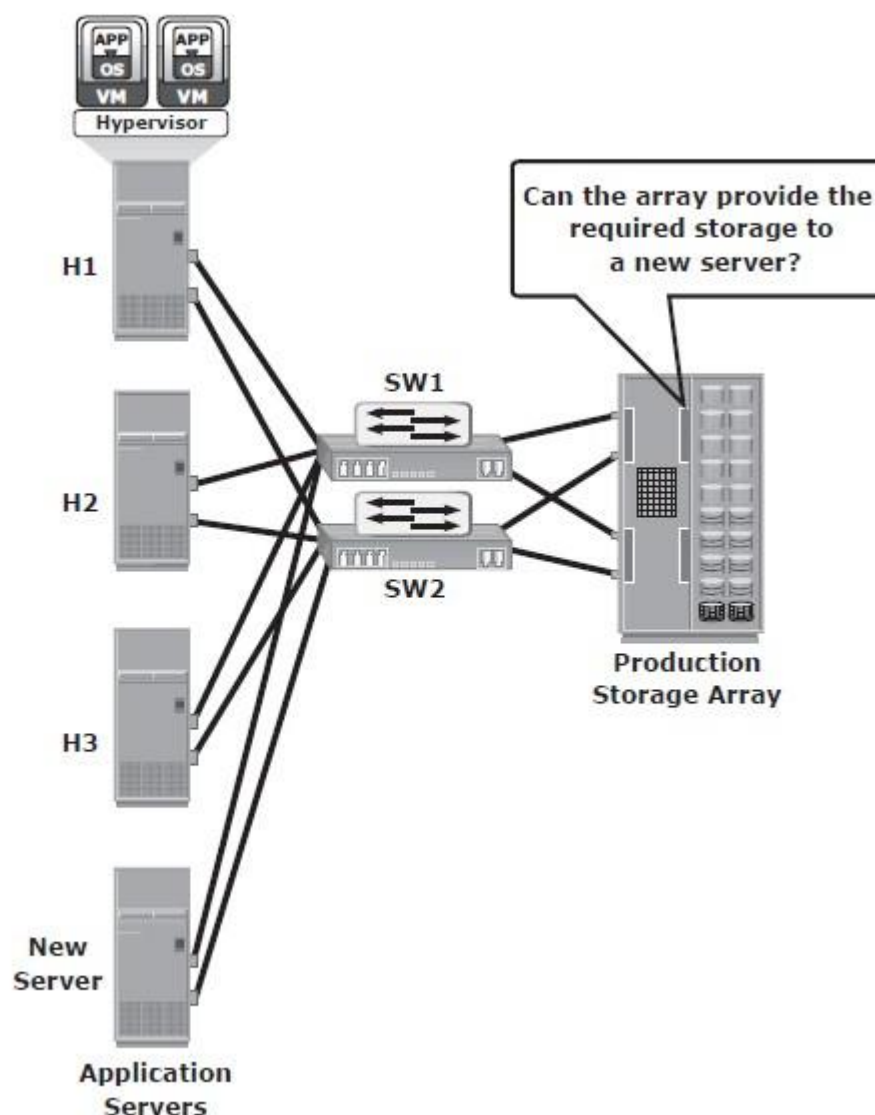 APP APP
OS OS
VM VM
Hypervisor
H1
Can the array provide the
required storage to
a new server?
SW1
H2
SW2
Production
Storage Array
H3
New
Server
Application
Servers